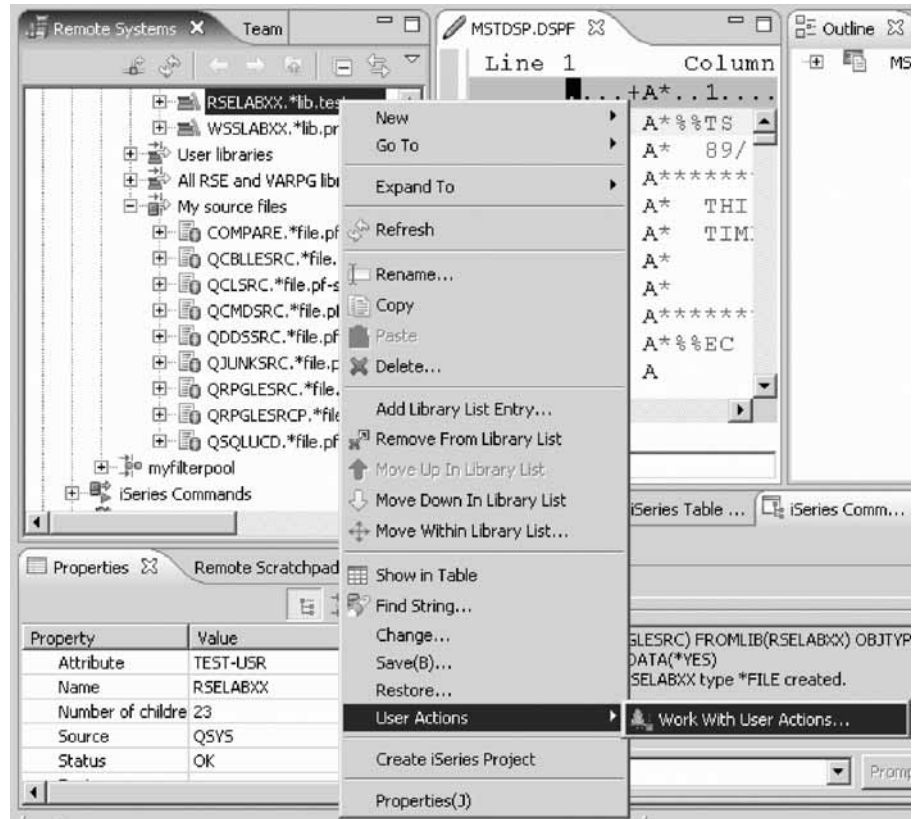 Remote Systems
Team
RSELABXX.*lib.tes
WSSLABXX.*lib.pr
User libraries
All RSE and VARPG libr
My source files
COMPARE.*file.pf
QCBLLESRC.*file.
QCLSRC.*file.pf-s
QCMDSRC.*file.pl
QDDSSRC.*file.pf
QJUNKSRC.*file.p
QRPGLESRC.*file.
QRPGLESRCP.*file
QSQLUCD.*file.pf
myfilterpool
iSeries Commands
New
Go To
Expand To
Refresh
Rename...
Copy
Paste
Delete...
Add Library List Entry...
Remove From Library List
Move Up In Library List
Move Down In Library List
Move Within Library List...
Show in Table
Find String...
Change...
Save(B)...
Restore...
User Actions
Create iSeries Project
Properties(J)
Work With User Actions...
MSTDSP.DSPF
Line 1 Column
....+A*..1....
A*%%TS
A* 89/
A******
A* THI
A* TIM
A*
A*
A******
A*%%EC
A
Outline
MS
iSeries Table ...
iSeries Comm...
GLESRC) FROMLIB(RSELABXX) OBJTYP
DATA(*YES)
SELABXX type *FILE created.
Promp
Properties
Remote Scratchpad
Property Value
Attribute TEST-USR
Name RSELABXX
Number of childre 23
Source QSYS
Status OK